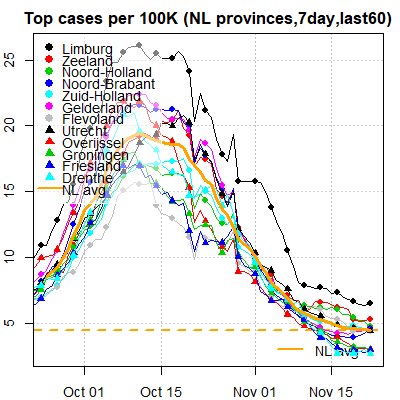 Top cases per 100K (NL provinces,7day,last60)
Limburg
Zeeland
Noord-Holland
Noord-Brabant
Zuid-Holland
Gelderland
Flevoland
Utrecht
Overijssel
Groningen
Friesland
Drenthe
NL avg
25
20
15
10
5
NL avg
Oct 01 Oct 15 Nov 01 Nov 15